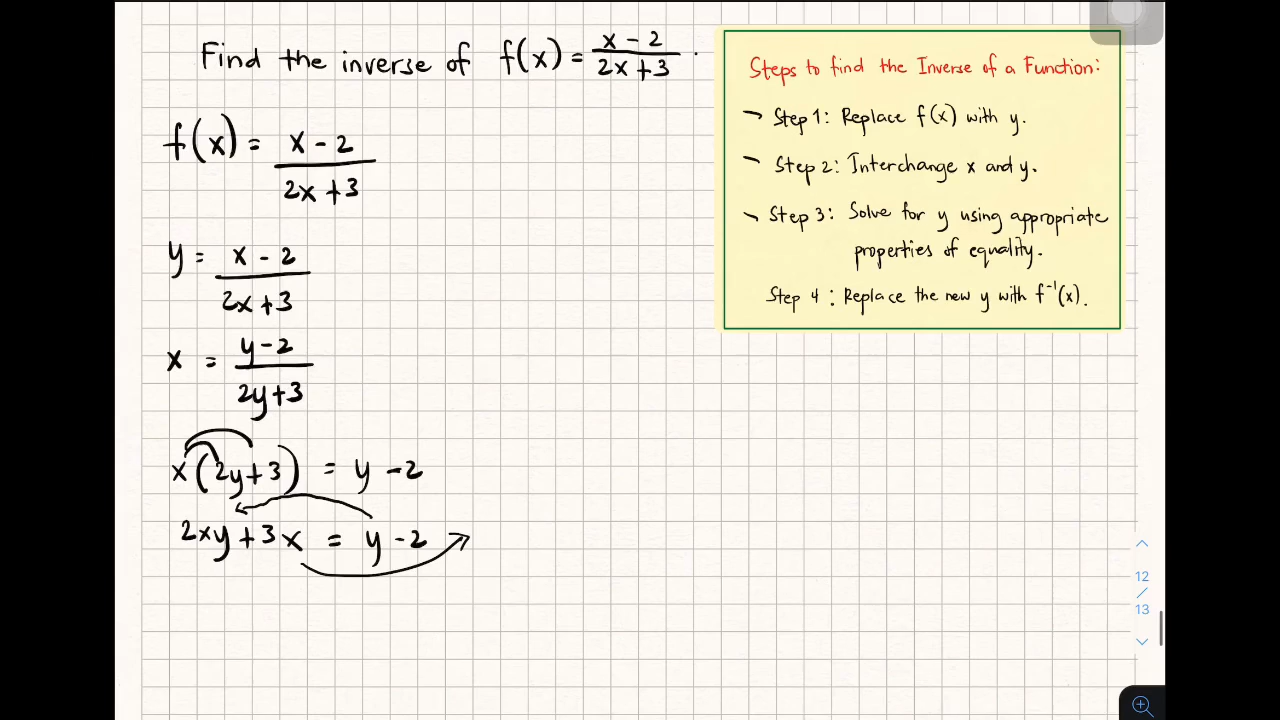 Find the inverse of f(x) = x - 2 / 2x + 3 .
f(x) = x - 2 / 2x + 3
y = x - 2 / 2x + 3
x = y - 2 / 2y + 3
x(2y + 3) = y - 2
2xy + 3x = y - 2
Steps to find the Inverse of a Function:
Step 1: Replace f(x) with y.
Step 2: Interchange x and y.
Step 3: Solve for y using appropriate
properties of equality.
Step 4: Replace the new y with f⁻¹(x).
12
/
13